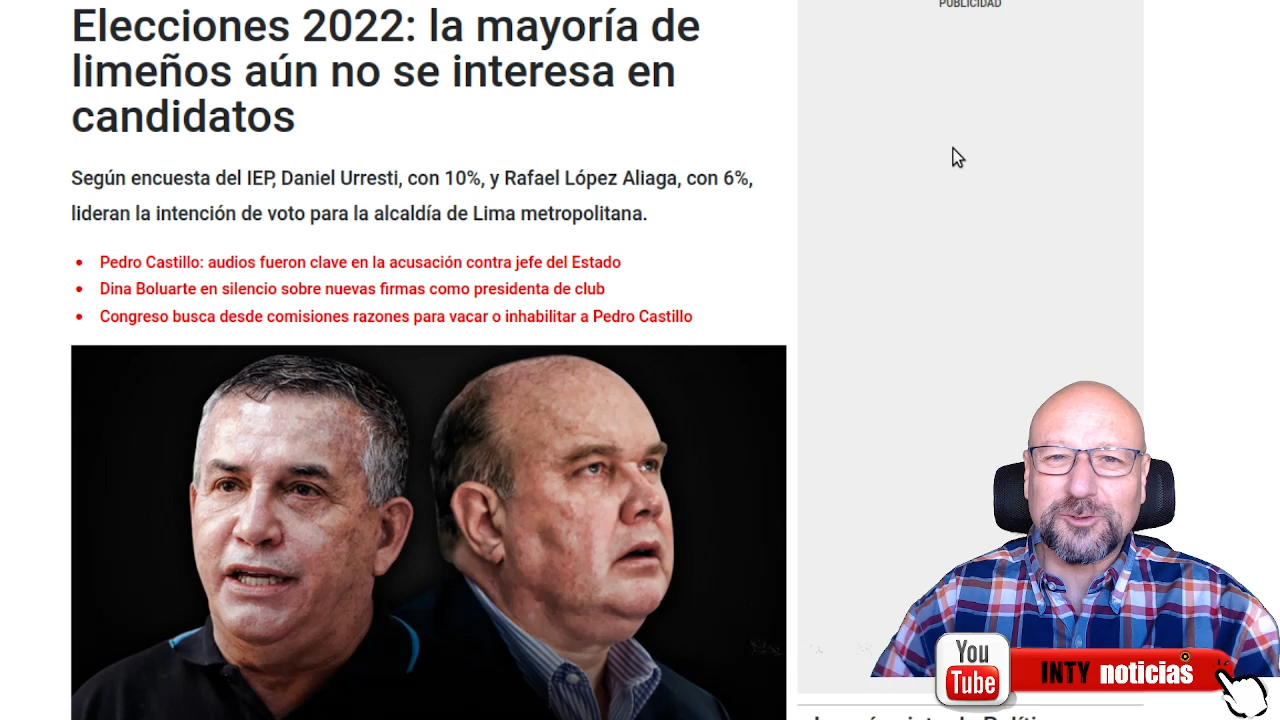 PUBLICIDAD
Elecciones 2022: la mayoría de
limeños aún no se interesa en
candidatos
Según encuesta del IEP, Daniel Urresti, con 10%, y Rafael López Aliaga, con 6%,
lideran la intención de voto para la alcaldía de Lima metropolitana.
• Pedro Castillo: audios fueron clave en la acusación contra jefe del Estado
• Dina Boluarte en silencio sobre nuevas firmas como presidenta de club
• Congreso busca desde comisiones razones para vacar o inhabilitar a Pedro Castillo
You
Tube
INTY noticias